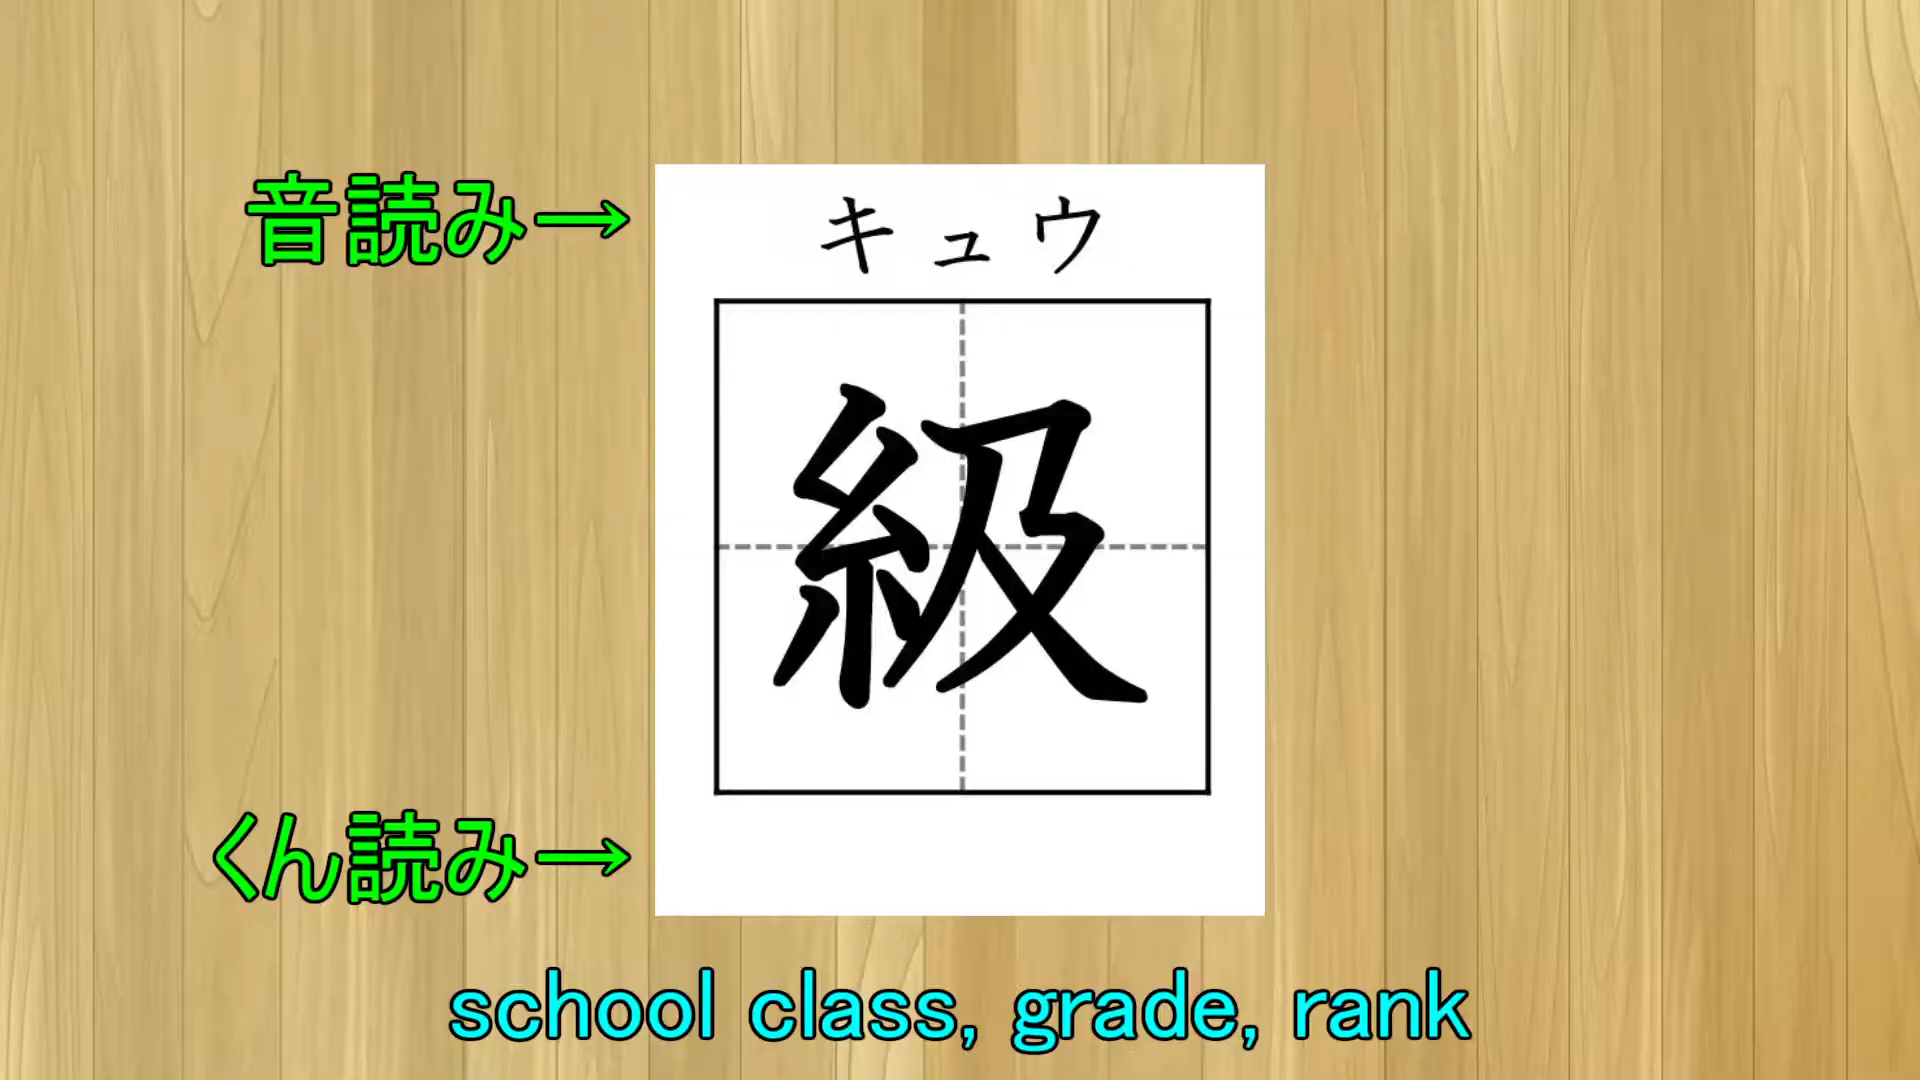 音読み→
キュウ
級
くん読み→
school class, grade, rank